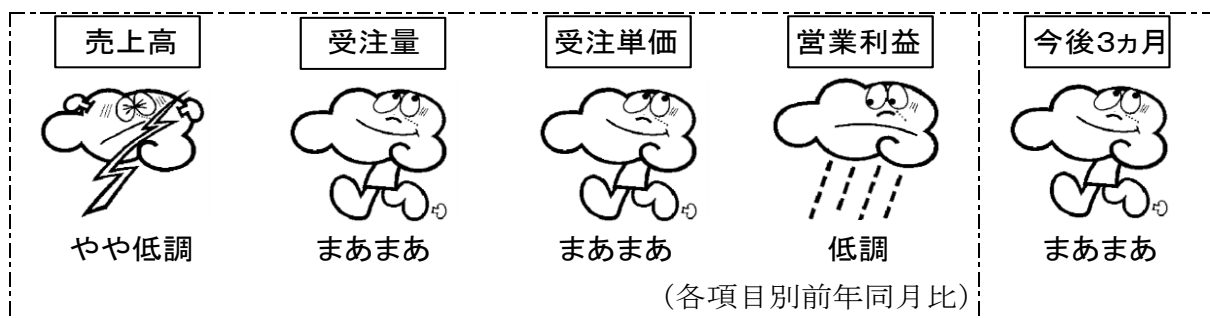 売上高 受注量 受注単価 営業利益 今後3ヵ月
やや低調 まあまあ まあまあ 低調 まあまあ
(各項目別前年同月比)